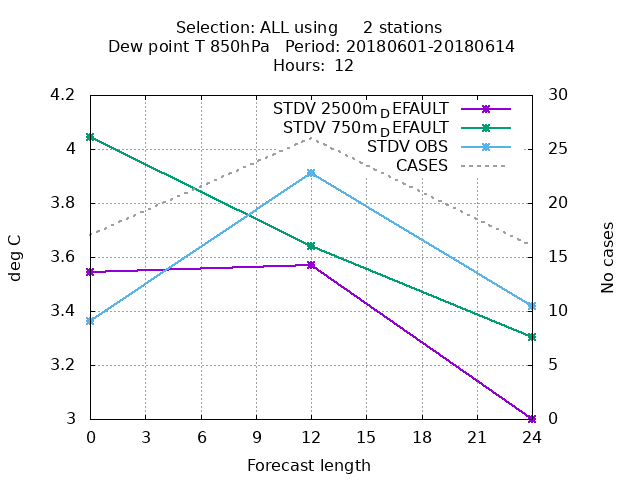 Selection: ALL using     2 stations
Dew point T 850hPa   Period: 20180601-20180614
Hours: 12
STDV 2500m_DEFAULT
STDV 750m_DEFAULT
STDV OBS
CASES
deg C
4.2
4
3.8
3.6
3.4
3.2
3
No cases
30
25
20
15
10
5
0
0 3 6 9 12 15 18 21 24
Forecast length